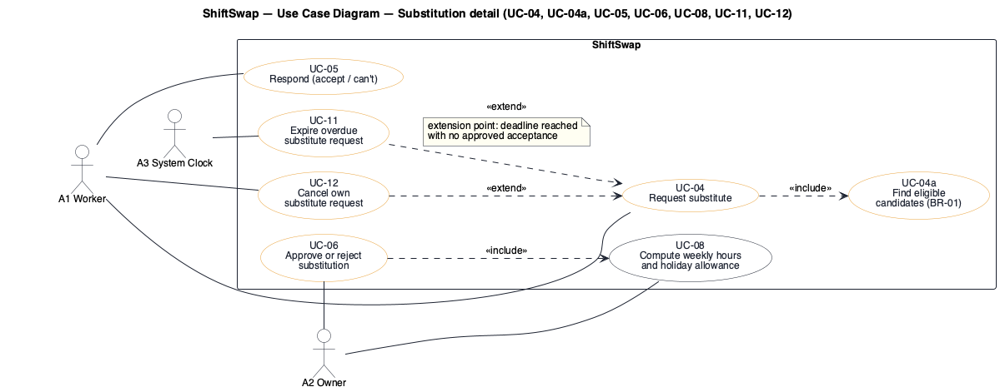 ShiftSwap — Use Case Diagram — Substitution detail (UC-04, UC-04a, UC-05, UC-06, UC-08, UC-11, UC-12)
ShiftSwap
UC-05
Respond (accept / can't)
UC-11
Expire overdue
substitute request
«extend»
extension point: deadline reached
with no approved acceptance
A3 System Clock
A1 Worker
UC-12
Cancel own
substitute request
«extend»
UC-04
Request substitute
«include»
UC-04a
Find eligible
candidates (BR-01)
UC-06
Approve or reject
substitution
«include»
UC-08
Compute weekly hours
and holiday allowance
A2 Owner